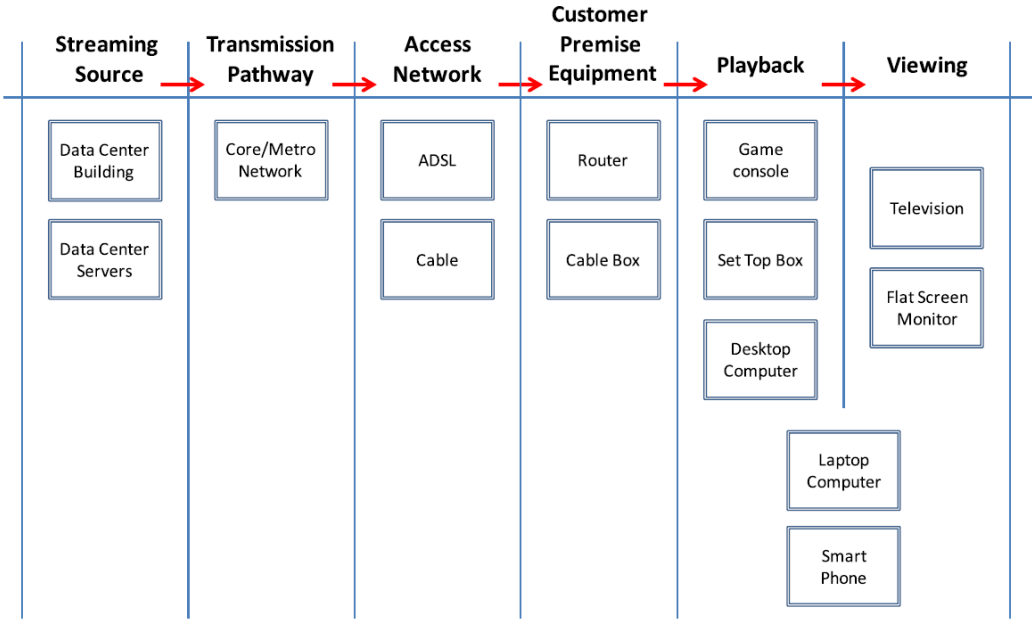 Streaming
Source
Transmission
Pathway
Access
Network
Customer
Premise
Equipment
Playback
Viewing
Data Center
Building
Data Center
Servers
Core/Metro
Network
ADSL
Cable
Router
Cable Box
Game
console
Set Top Box
Desktop
Computer
Television
Flat Screen
Monitor
Laptop
Computer
Smart
Phone